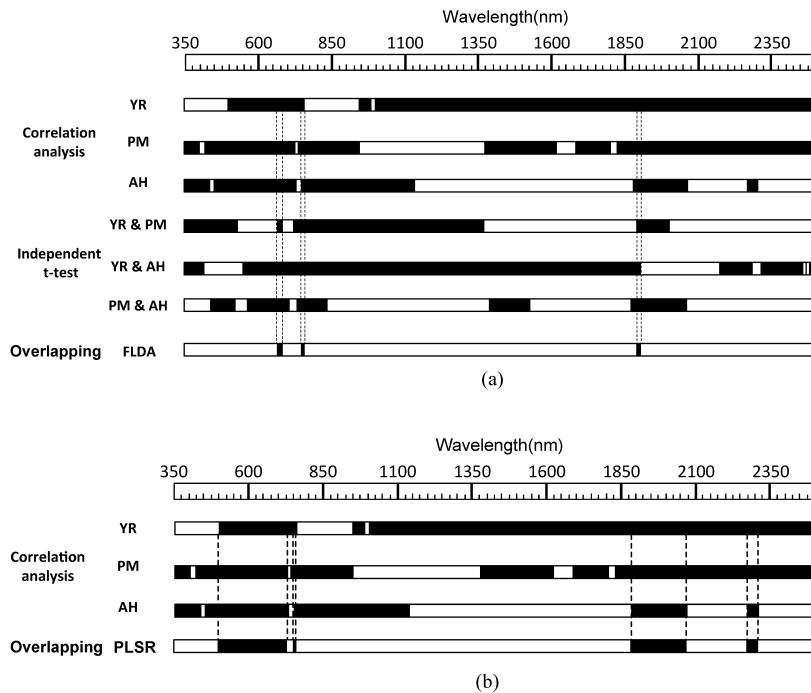 Wavelength(nm)
350 600 850 1100 1350 1600 1850 2100 2350
YR
Correlation analysis
PM
AH
YR & PM
Independent t-test
YR & AH
PM & AH
Overlapping FLDA
(a)
Wavelength(nm)
350 600 850 1100 1350 1600 1850 2100 2350
YR
Correlation analysis
PM
AH
Overlapping PLSR
(b)